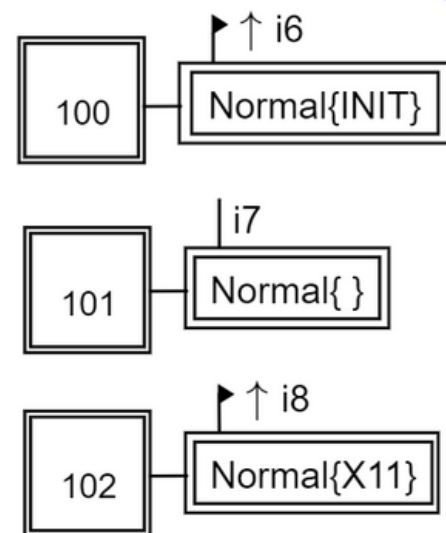 ↑ i6
100 Normal{INIT}
i7
101 Normal{ }
↑ i8
102 Normal{X11}